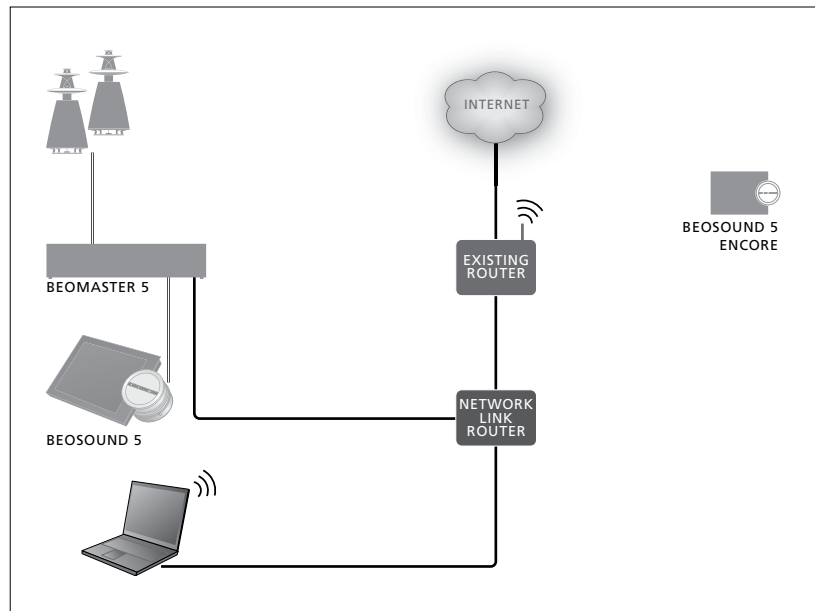 INTERNET
BEOSOUND 5
ENCORE
EXISTING
ROUTER
BEOMASTER 5
NETWORK
LINK
ROUTER
BEOSOUND 5